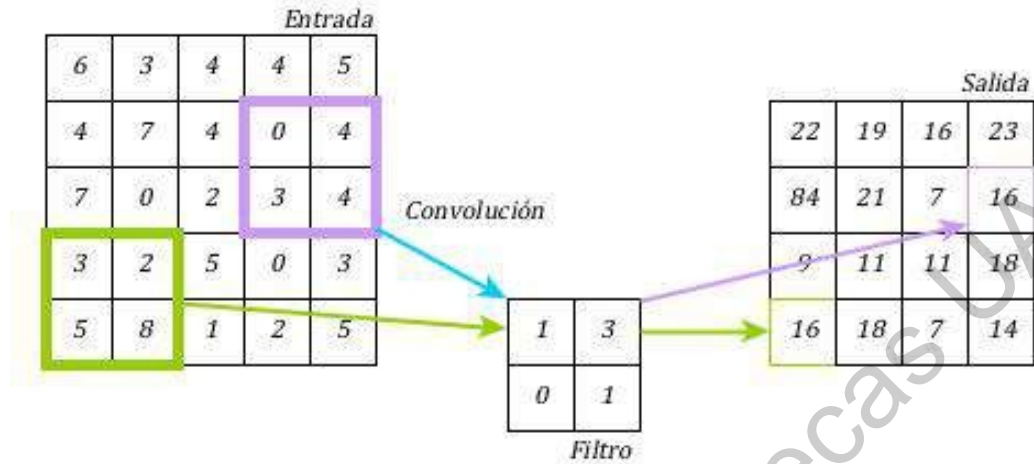 Entrada
6 3 4 4 5
4 7 4 0 4
7 0 2 3 4
3 2 5 0 3
5 8 1 2 5
Convolución
1 3
0 1
Filtro
Salida
22 19 16 23
84 21 7 16
9 11 11 18
16 18 7 14
ecas UA